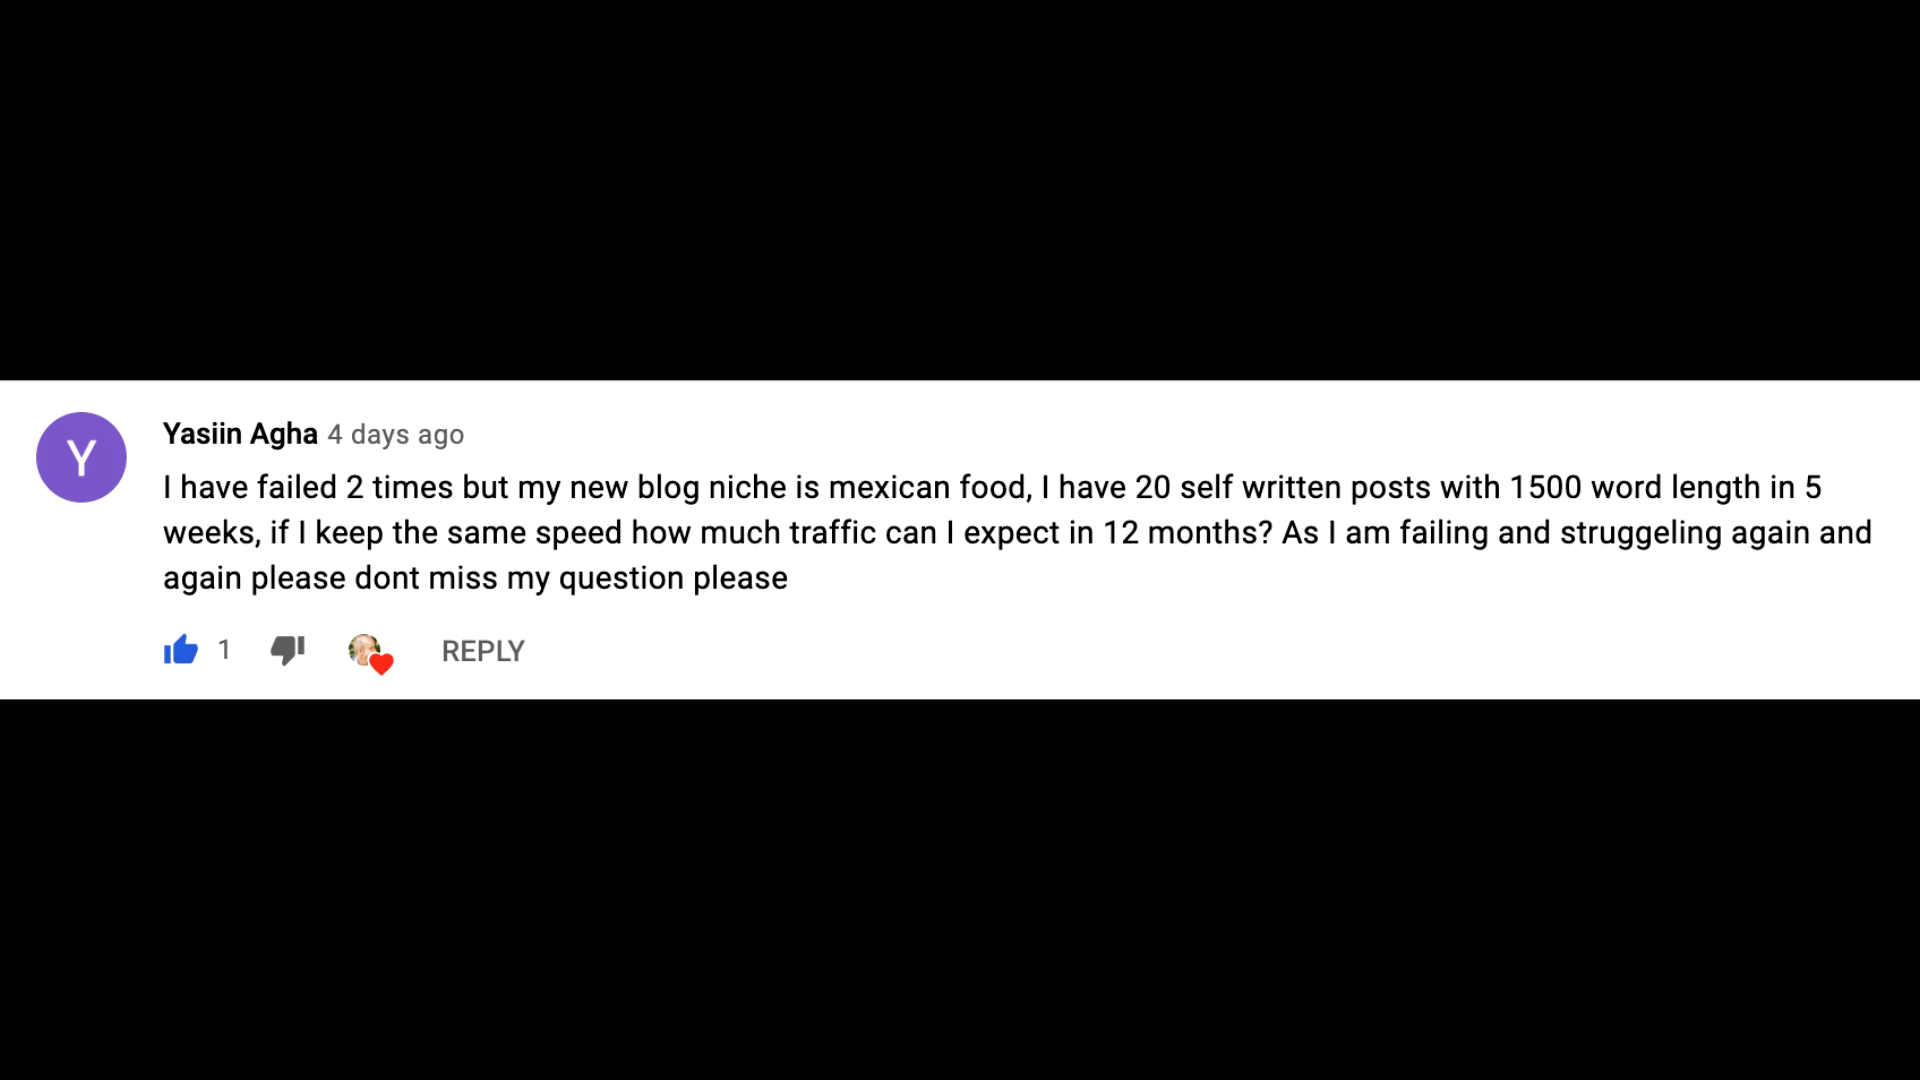 Y
Yasiin Agha 4 days ago
I have failed 2 times but my new blog niche is mexican food, I have 20 self written posts with 1500 word length in 5
weeks, if I keep the same speed how much traffic can I expect in 12 months? As I am failing and struggeling again and
again please dont miss my question please
1 REPLY